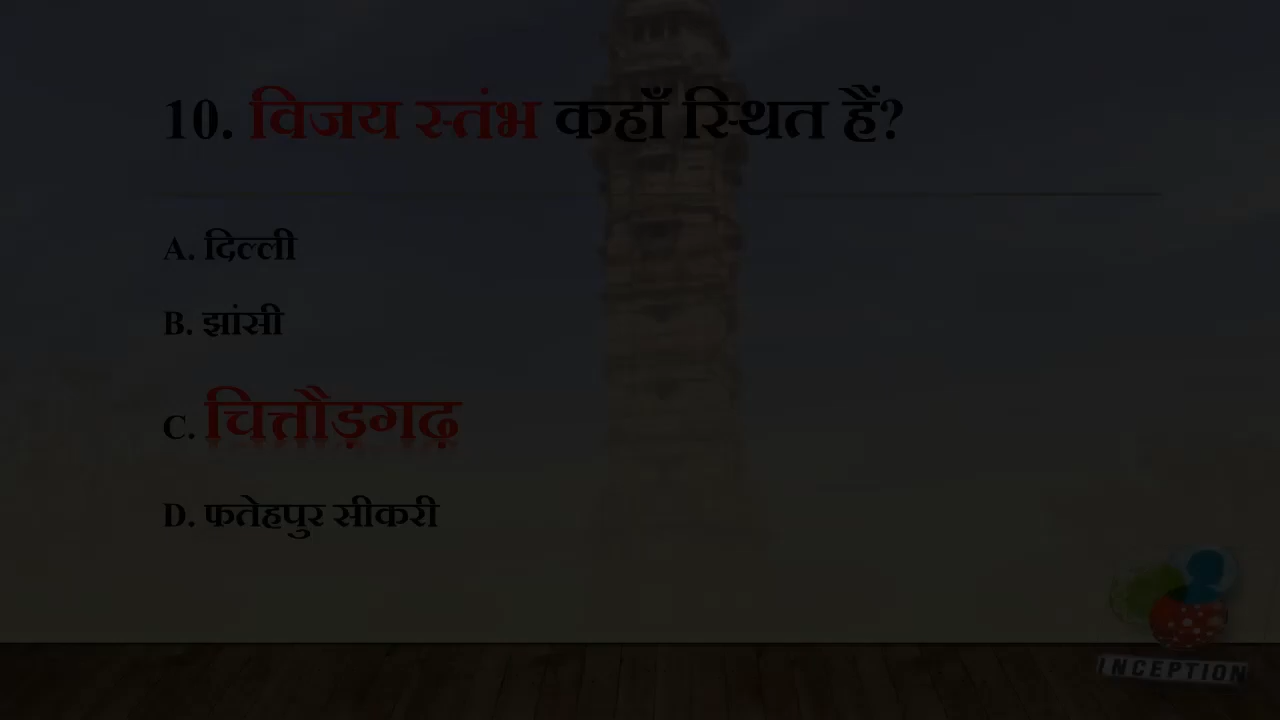 10. विजय स्तंभ कहाँ स्थित हैं?
A. दिल्ली
B. झांसी
C. चित्तौड़गढ़
D. फतेहपुर सीकरी
INCEPTION